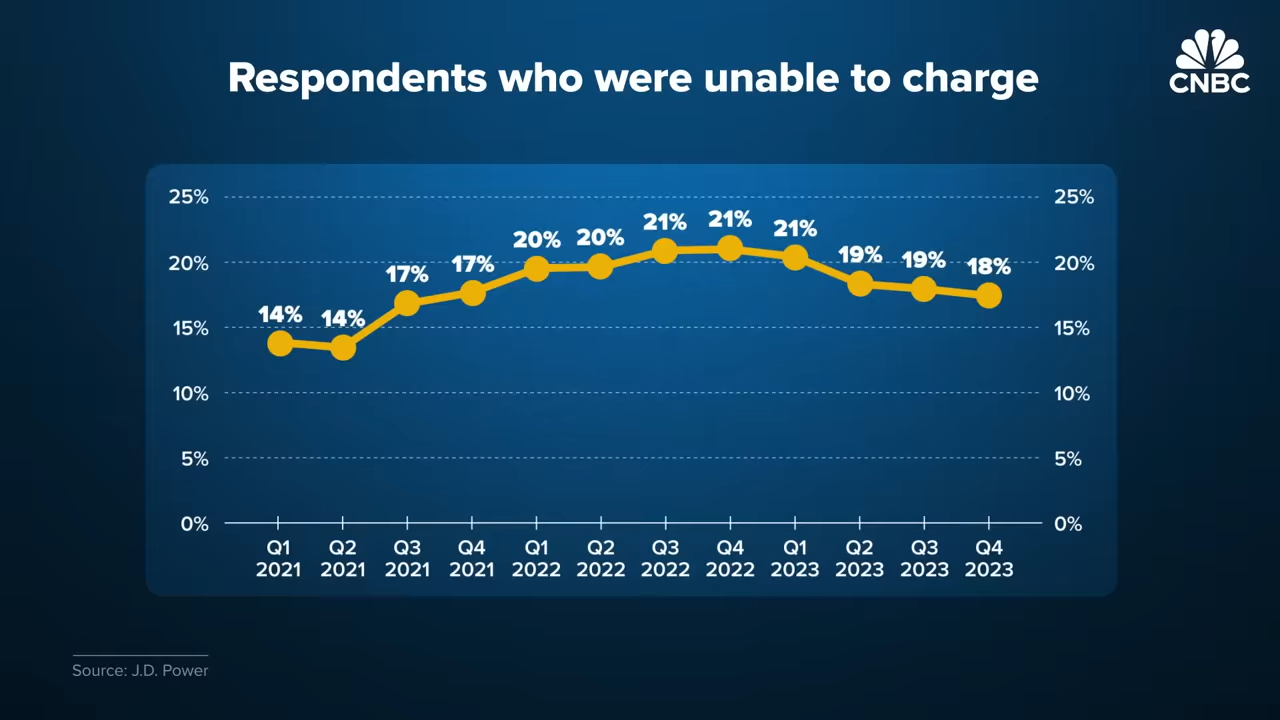 Respondents who were unable to charge
CNBC
25% 25%
21% 21% 21%
20% 20%
20% 19% 19% 18% 20%
17% 17%
14% 14%
15% 15%
10% 10%
5% 5%
0% 0%
Q1 Q2 Q3 Q4 Q1 Q2 Q3 Q4 Q1 Q2 Q3 Q4
2021 2021 2021 2021 2022 2022 2022 2022 2023 2023 2023 2023
Source: J.D. Power